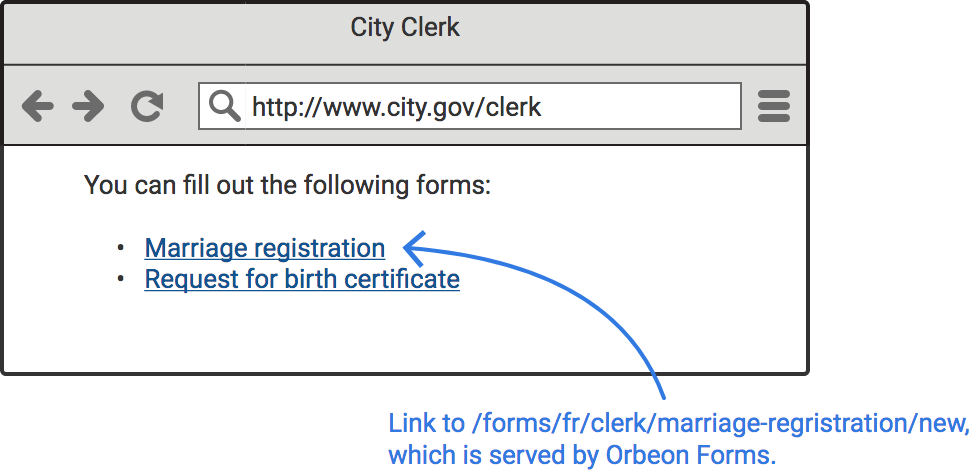 City Clerk
http://www.city.gov/clerk
You can fill out the following forms:
• Marriage registration
• Request for birth certificate
Link to /forms/fr/clerk/marriage-regristration/new,
which is served by Orbeon Forms.